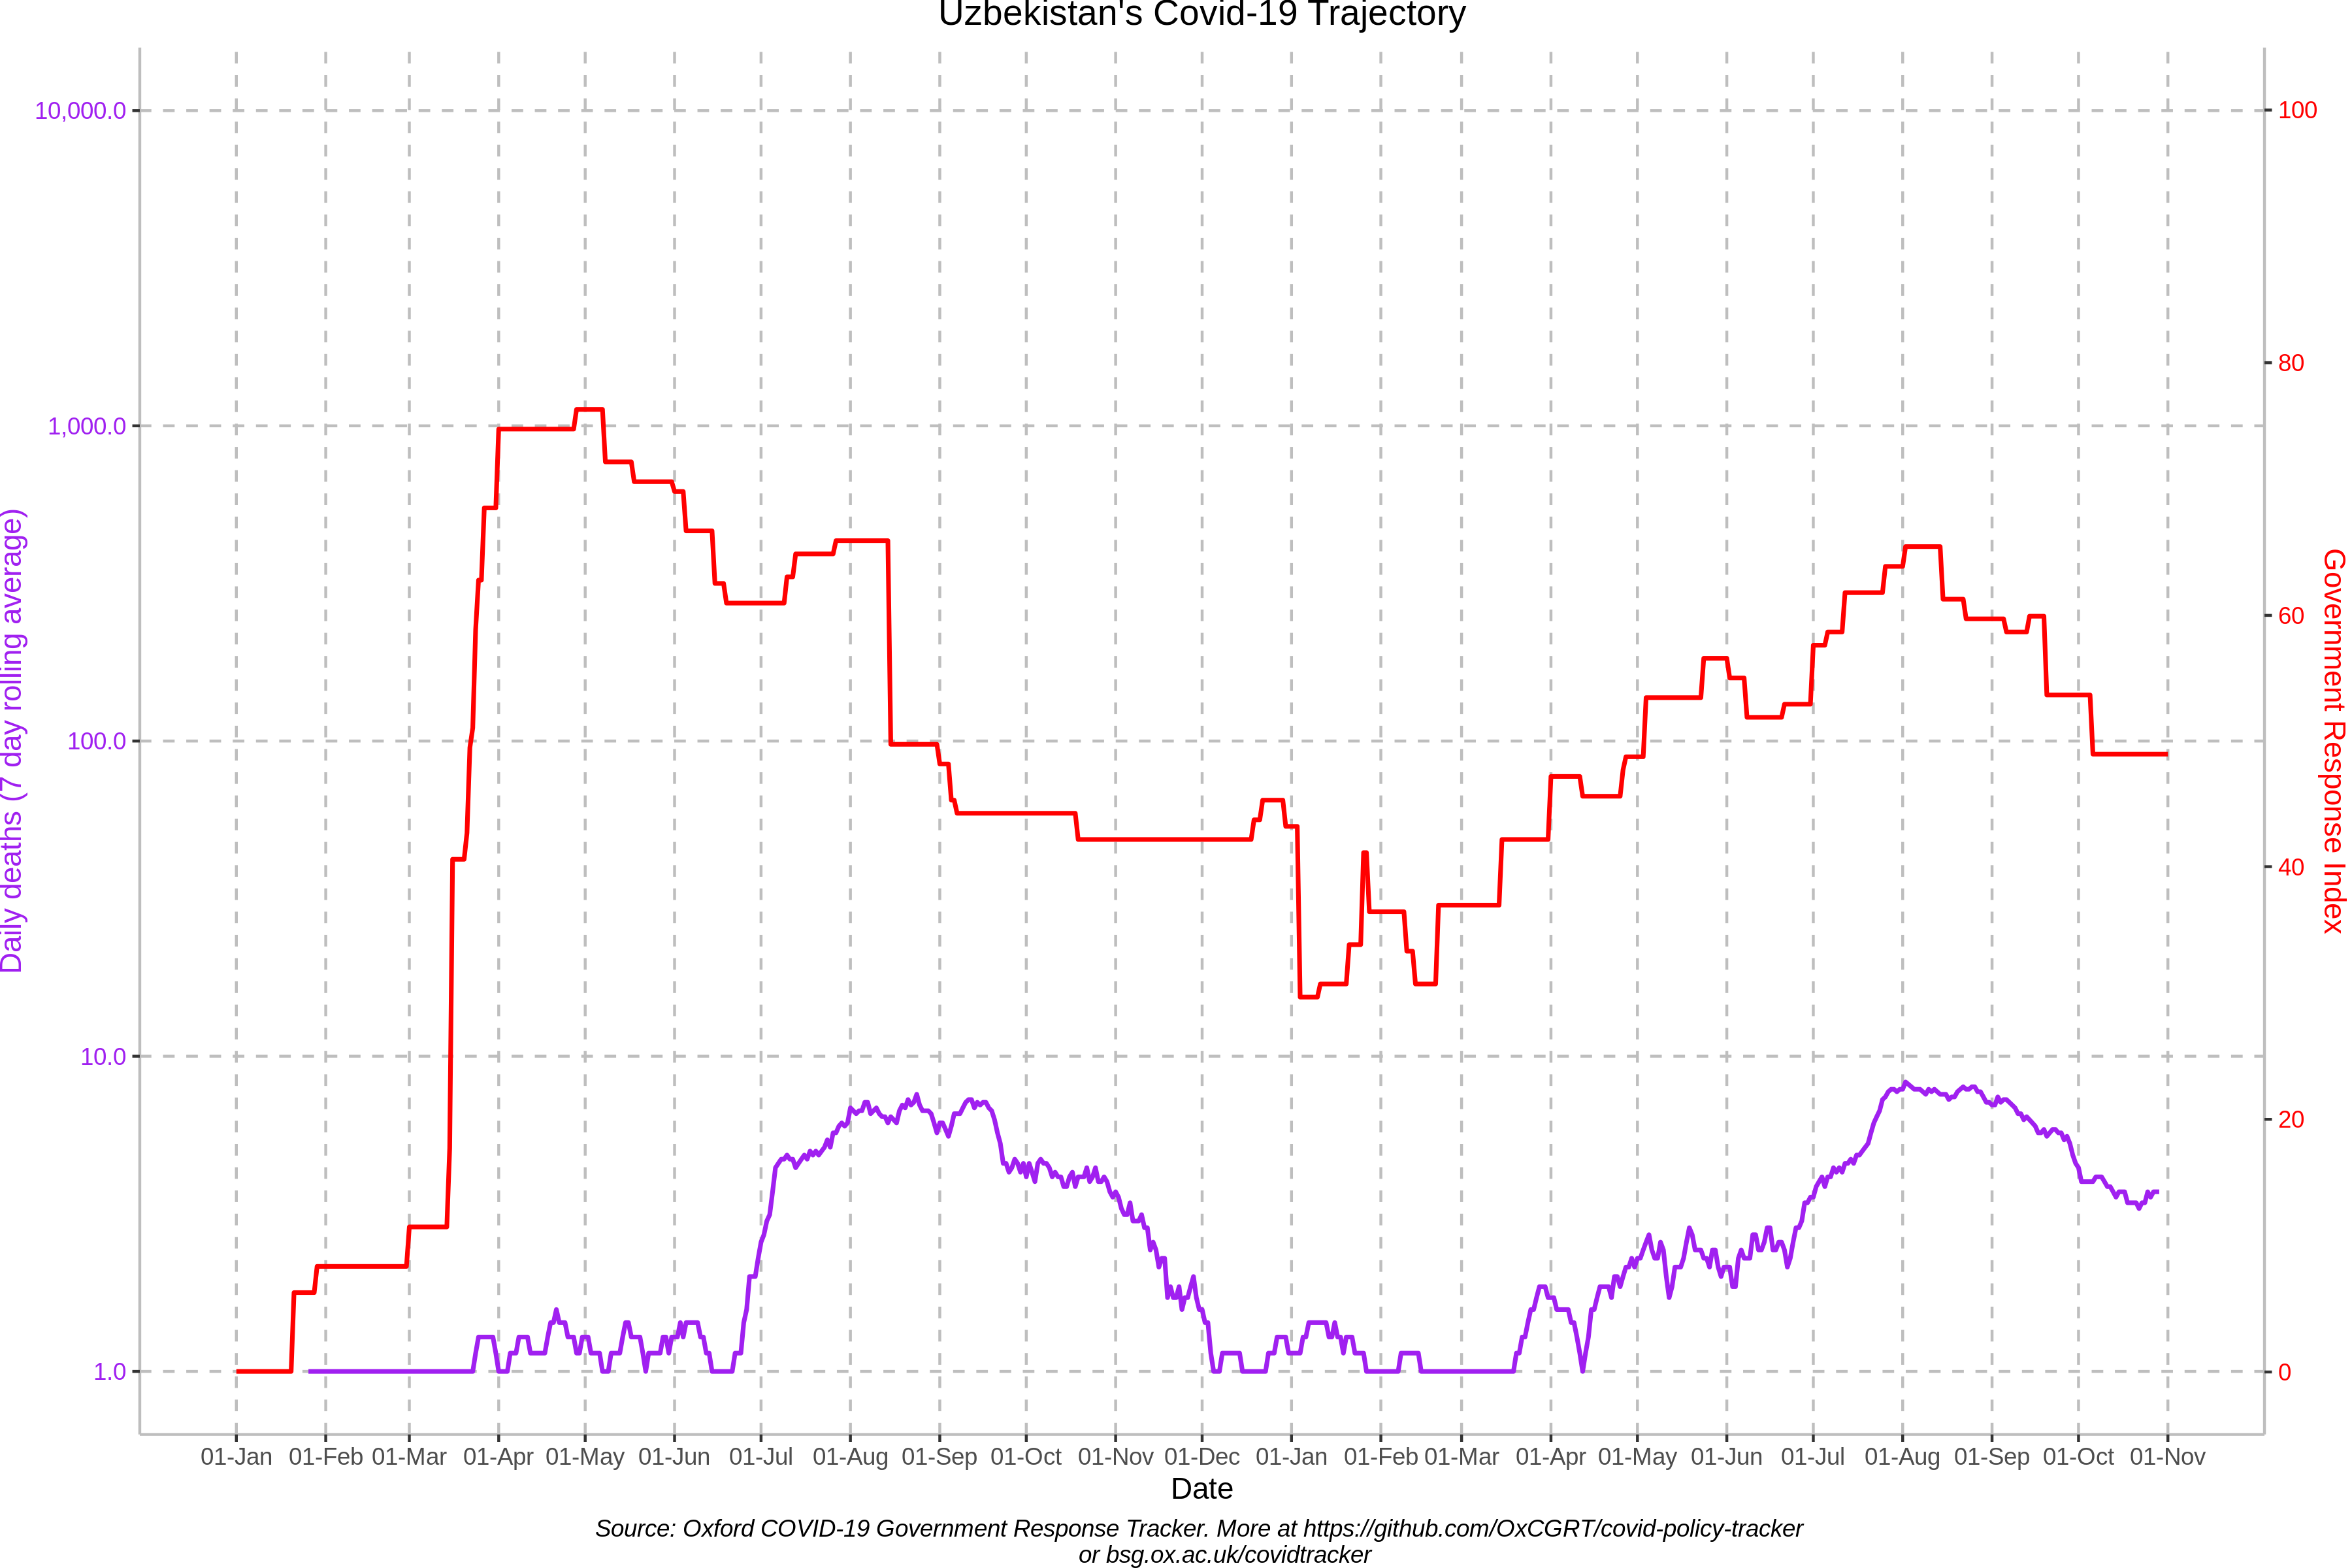 Uzbekistan's Covid-19 Trajectory
10,000.0
1,000.0
100.0
10.0
1.0
Daily deaths (7 day rolling average)
100
80
60
40
20
0
Government Response Index
01-Jan 01-Feb 01-Mar 01-Apr 01-May 01-Jun 01-Jul 01-Aug 01-Sep 01-Oct 01-Nov 01-Dec 01-Jan 01-Feb 01-Mar 01-Apr 01-May 01-Jun 01-Jul 01-Aug 01-Sep 01-Oct 01-Nov
Date
Source: Oxford COVID-19 Government Response Tracker. More at https://github.com/OxCGRT/covid-policy-tracker
or bsg.ox.ac.uk/covidtracker